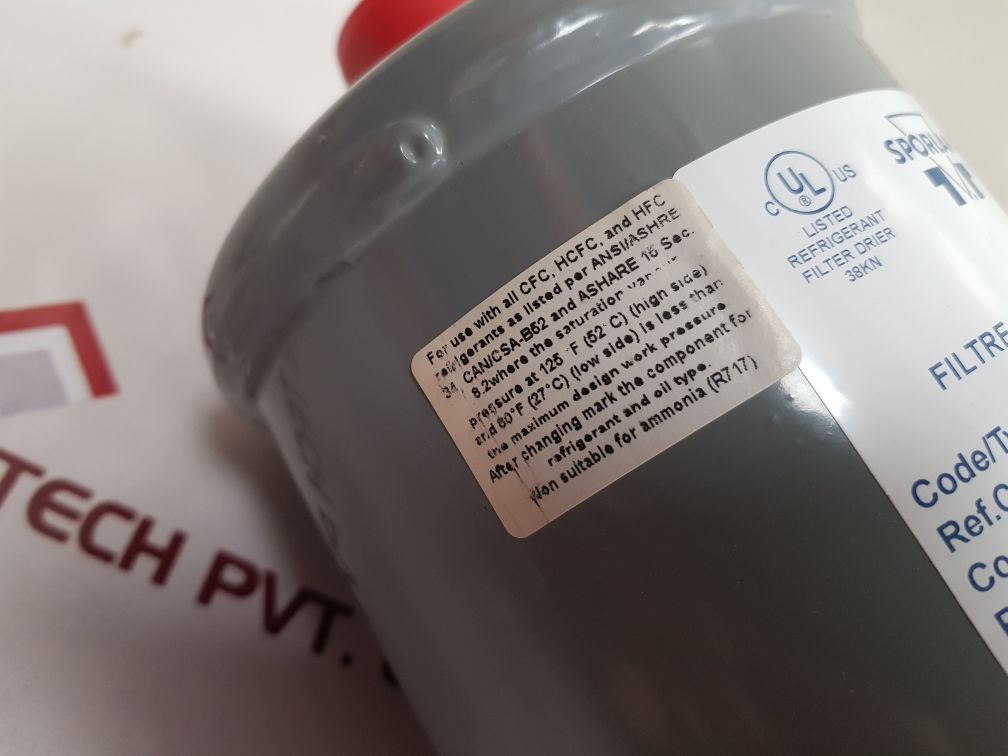 For use with all CFC, HCFC, and HFC
refrigerants as listed per ANSI/ASHRE
34, CAN/CSA-B52 and ASHARE 15 Sec.
8.2where the saturation vapour
pressure at 125 °F (52°C) (high side)
and 80°F (27°C) (low side) is less than
the maximum design work pressure.
After changing mark the component for
refrigerant and oil type.
Non suitable for ammonia (R717)
C UL US
®
LISTED
REFRIGERANT
FILTER DRIER
38KN
SPORLA
FILTRE
Code/Ty
Ref.C
Co
TECH PVT.